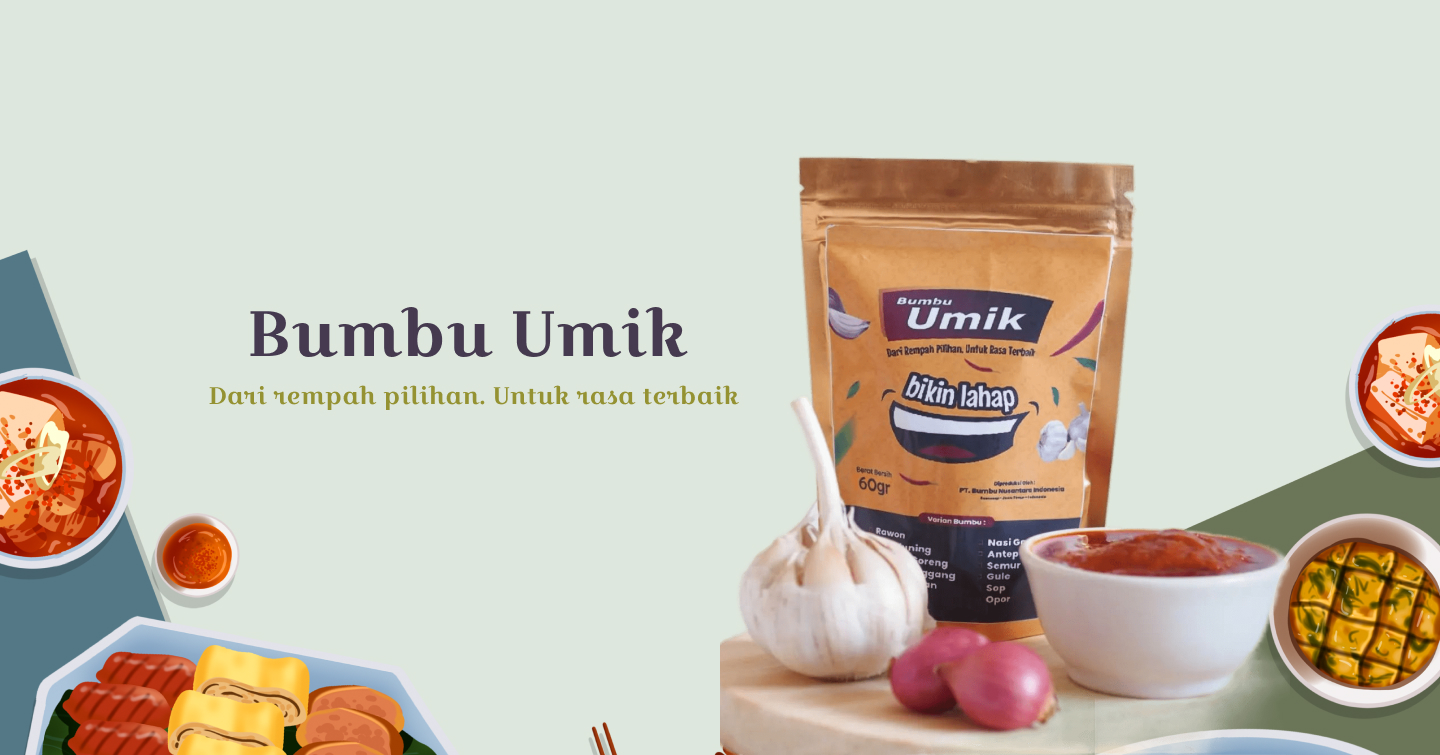 Bumbu Umik
Dari rempah pilihan. Untuk rasa terbaik
Bumbu
Umik
Dari Rempah Pilihan. Untuk Rasa Terbaik
bikin lahap
Berat Bersih
60gr
Diproduksi Oleh:
PT. Bumbu Nusantara Indonesia
Varian Bumbu :
Rawon
Nasi
Semur
Gule
Sop
Opor